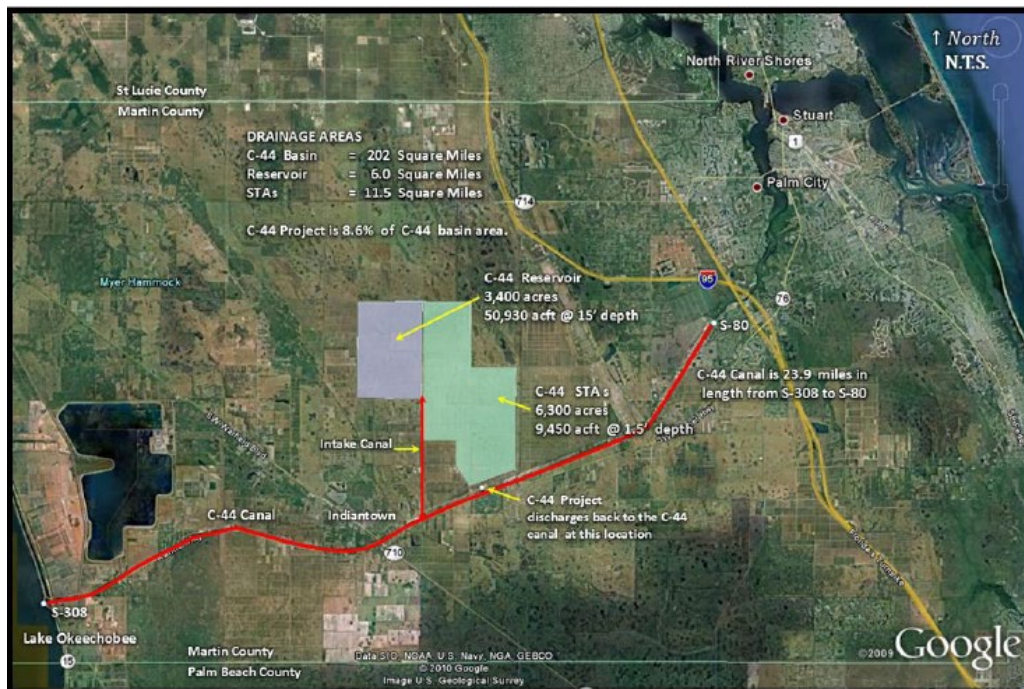 ↑ North
N.T.S.
North River Shores
St Lucie County
Martin County
Stuart
1
DRAINAGE AREAS
C-44 Basin = 202 Square Miles
Reservoir = 6.0 Square Miles
STAs = 11.5 Square Miles
Palm City
714
C-44 Project is 8.6% of C-44 basin area.
Myer Hammock
C-44 Reservoir
3,400 acres
50,930 acft @ 15' depth
95
76
S-80
C-44 Canal is 23.9 miles in
length from S-308 to S-80
C-44 STAs
6,300 acres
9,450 acft @ 1.5' depth
SW Warfield Blvd
Intake Canal
C-44 Canal
Indiantown
C-44 Project
discharges back to the C-44
canal at this location
710
S-308
Lake Okeechobee
15
Martin County
Palm Beach County
Data SIO, NOAA, U.S. Navy, NGA, GEBCO
© 2010 Google
Image U.S. Geological Survey
©2009 Google